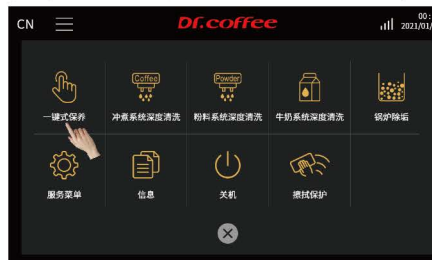 CN
Dr.coffee
00:
2021/01/
Coffee
Powder
一键式保养
冲煮系统深度清洗
粉料系统深度清洗
牛奶系统深度清洗
锅炉除垢
服务菜单
信息
关机
擦拭保护